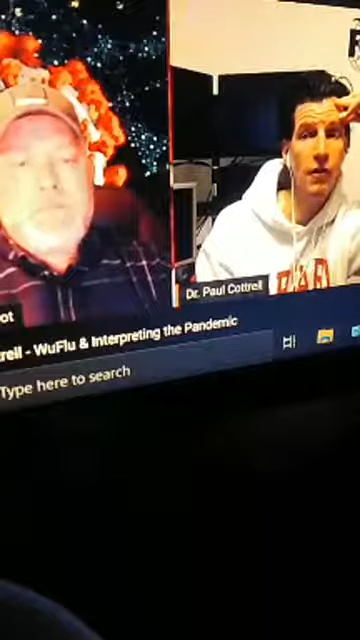 ot
Dr. Paul Cottrell
rell - WuFlu & Interpreting the Pandemic
Type here to search